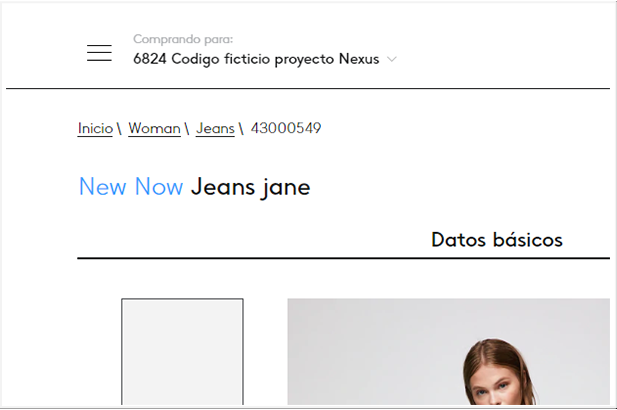 Comprando para:
6824 Codigo ficticio proyecto Nexus
Inicio \ Woman \ Jeans \ 43000549
New Now Jeans jane
Datos básicos